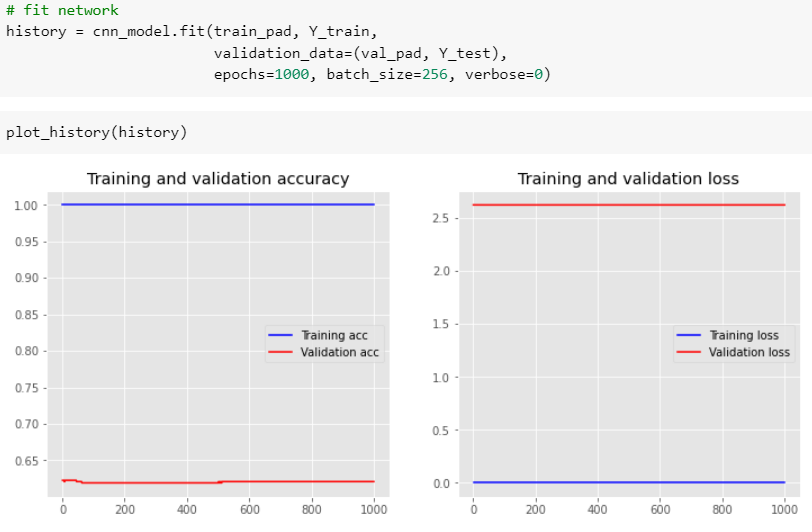 # fit network
history = cnn_model.fit(train_pad, Y_train,
validation_data=(val_pad, Y_test),
epochs=1000, batch_size=256, verbose=0)
plot_history(history)
Training and validation accuracy
1.00
0.95
0.90
0.85
0.80
0.75
0.70
0.65
Training acc
Validation acc
0 200 400 600 800 1000
Training and validation loss
2.5
2.0
1.5
1.0
0.5
0.0
Training loss
Validation loss
0 200 400 600 800 1000